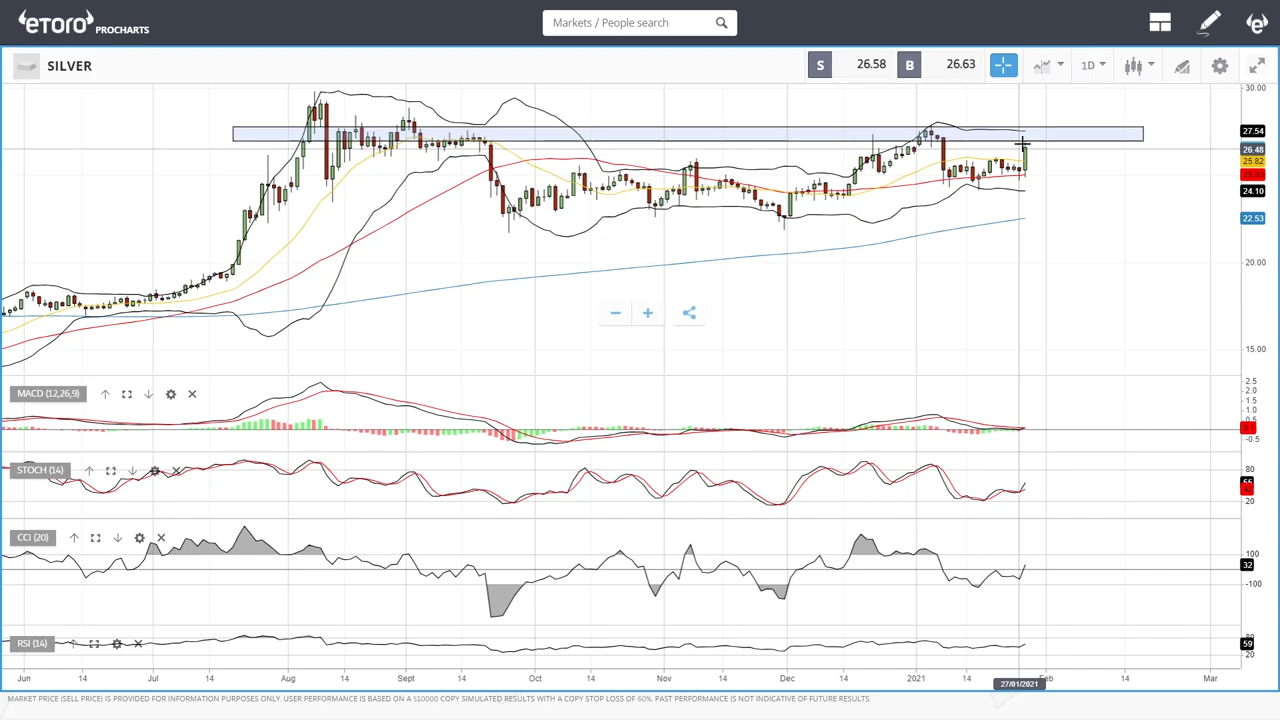 eTORO PROCHARTS
Markets / People search
SILVER
S 26.58 B 26.63
1D
30.00
27.54
26.48
25.82
24.10
22.53
20.00
15.00
MACD (12,26,9)
2.5
2.0
1.5
1.0
0.5
-0.5
STOCH (14)
80
20
CCI (20)
100
32
-100
RSI (14)
59
20
Jun 14 Jul 14 Aug 14 Sept 14 Oct 14 Nov 14 Dec 14 2021 14 Feb 14 Mar
27/01/2021
MARKET PRICE (SELL PRICE) IS PROVIDED FOR INFORMATION PURPOSES ONLY. USER PERFORMANCE IS BASED ON A $10000 COPY SIMULATED RESULTS WITH A COPY STOP LOSS OF 60%. PAST PERFORMANCE IS NOT INDICATIVE OF FUTURE RESULTS.